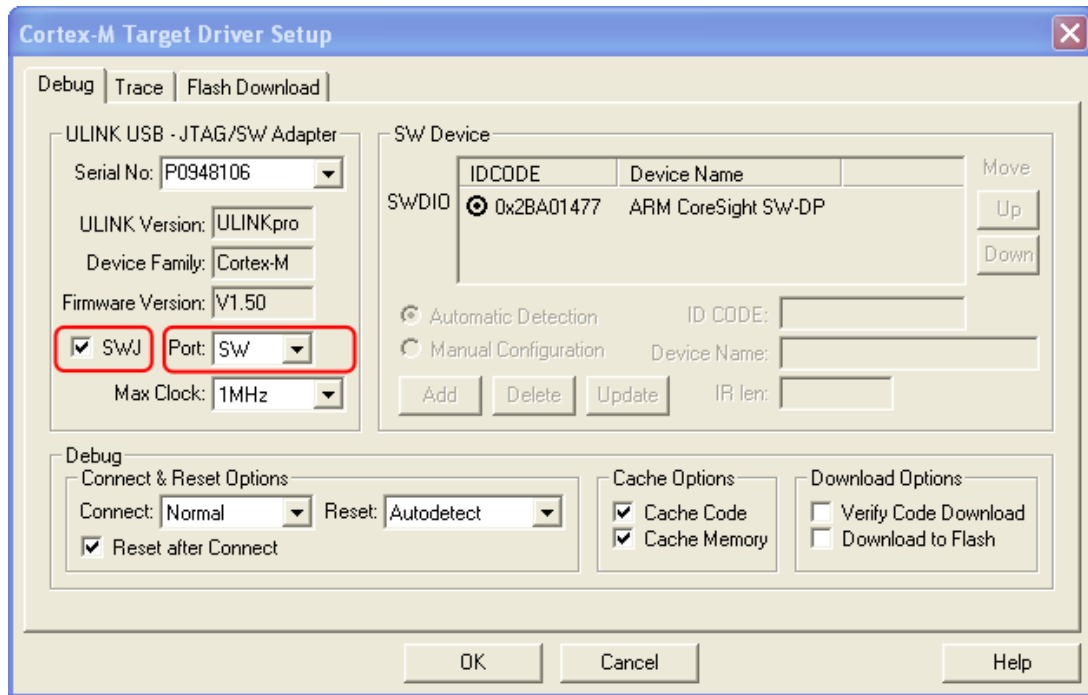 Cortex-M Target Driver Setup
Debug
Trace
Flash Download
ULINK USB - JTAG/SW Adapter
Serial No: P0948106
ULINK Version: ULINKpro
Device Family: Cortex-M
Firmware Version: V1.50
SWJ
Port: SW
Max Clock: 1MHz
SW Device
IDCODE
Device Name
SWDIO
0x2BA01477
ARM CoreSight SW-DP
Move
Up
Down
Automatic Detection
Manual Configuration
ID CODE:
Device Name:
Add
Delete
Update
IR len:
Debug
Connect & Reset Options
Connect: Normal
Reset: Autodetect
Reset after Connect
Cache Options
Cache Code
Cache Memory
Download Options
Verify Code Download
Download to Flash
OK
Cancel
Help